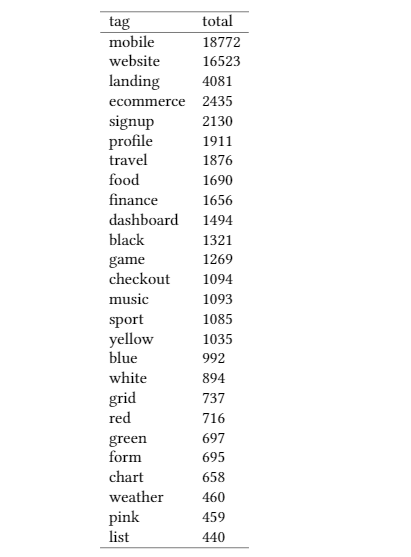 tag total
mobile 18772
website 16523
landing 4081
ecommerce 2435
signup 2130
profile 1911
travel 1876
food 1690
finance 1656
dashboard 1494
black 1321
game 1269
checkout 1094
music 1093
sport 1085
yellow 1035
blue 992
white 894
grid 737
red 716
green 697
form 695
chart 658
weather 460
pink 459
list 440